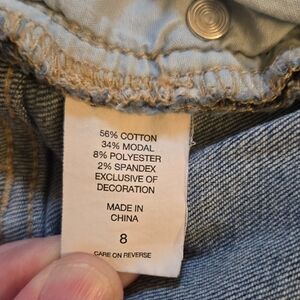 56% COTTON
34% MODAL
8% POLYESTER
2% SPANDEX
EXCLUSIVE OF
DECORATION
MADE IN
CHINA
8
CARE ON REVERSE